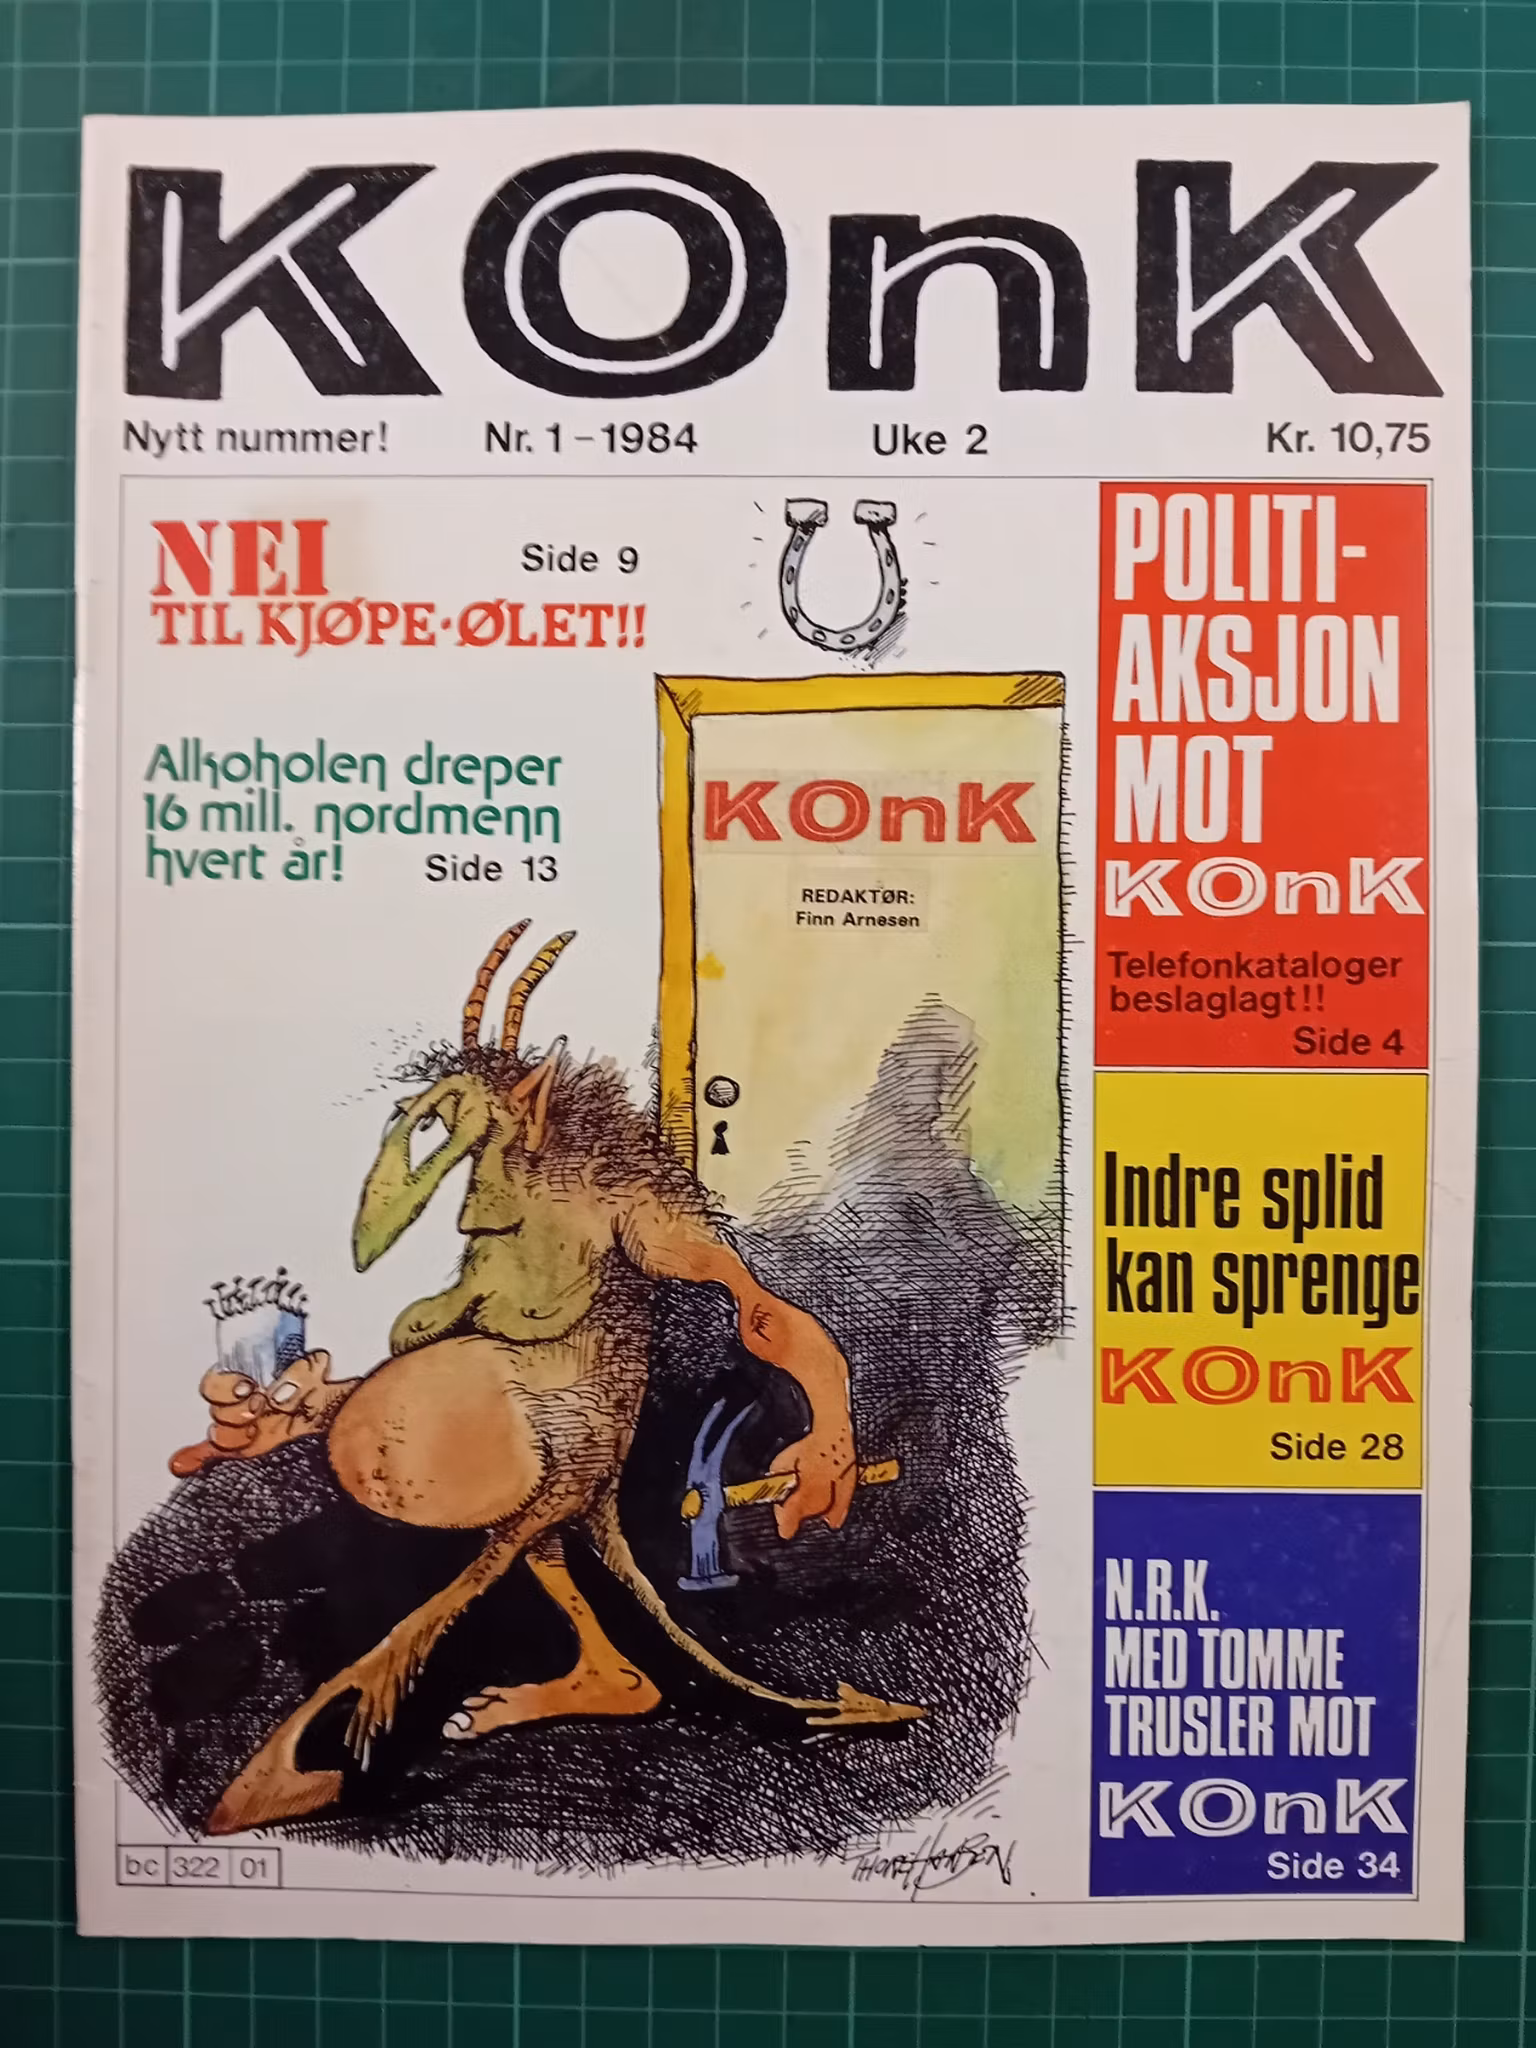 KOnK
Nytt nummer! Nr. 1 – 1984 Uke 2 Kr. 10,75
NEI
Side 9
TIL KJØPE-ØLET!!
Alkoholen dreper
16 mill. nordmenn
hvert år!
Side 13
KOnK
REDAKTØR:
Finn Arnesen
POLITI-
AKSJON
MOT
KOnK
Telefonkataloger
beslaglagt!!
Side 4
Indre splid
kan sprenge
KOnK
Side 28
N.R.K.
MED TOMME
TRUSLER MOT
KOnK
Side 34
bc 322 01
THORE HANSEN